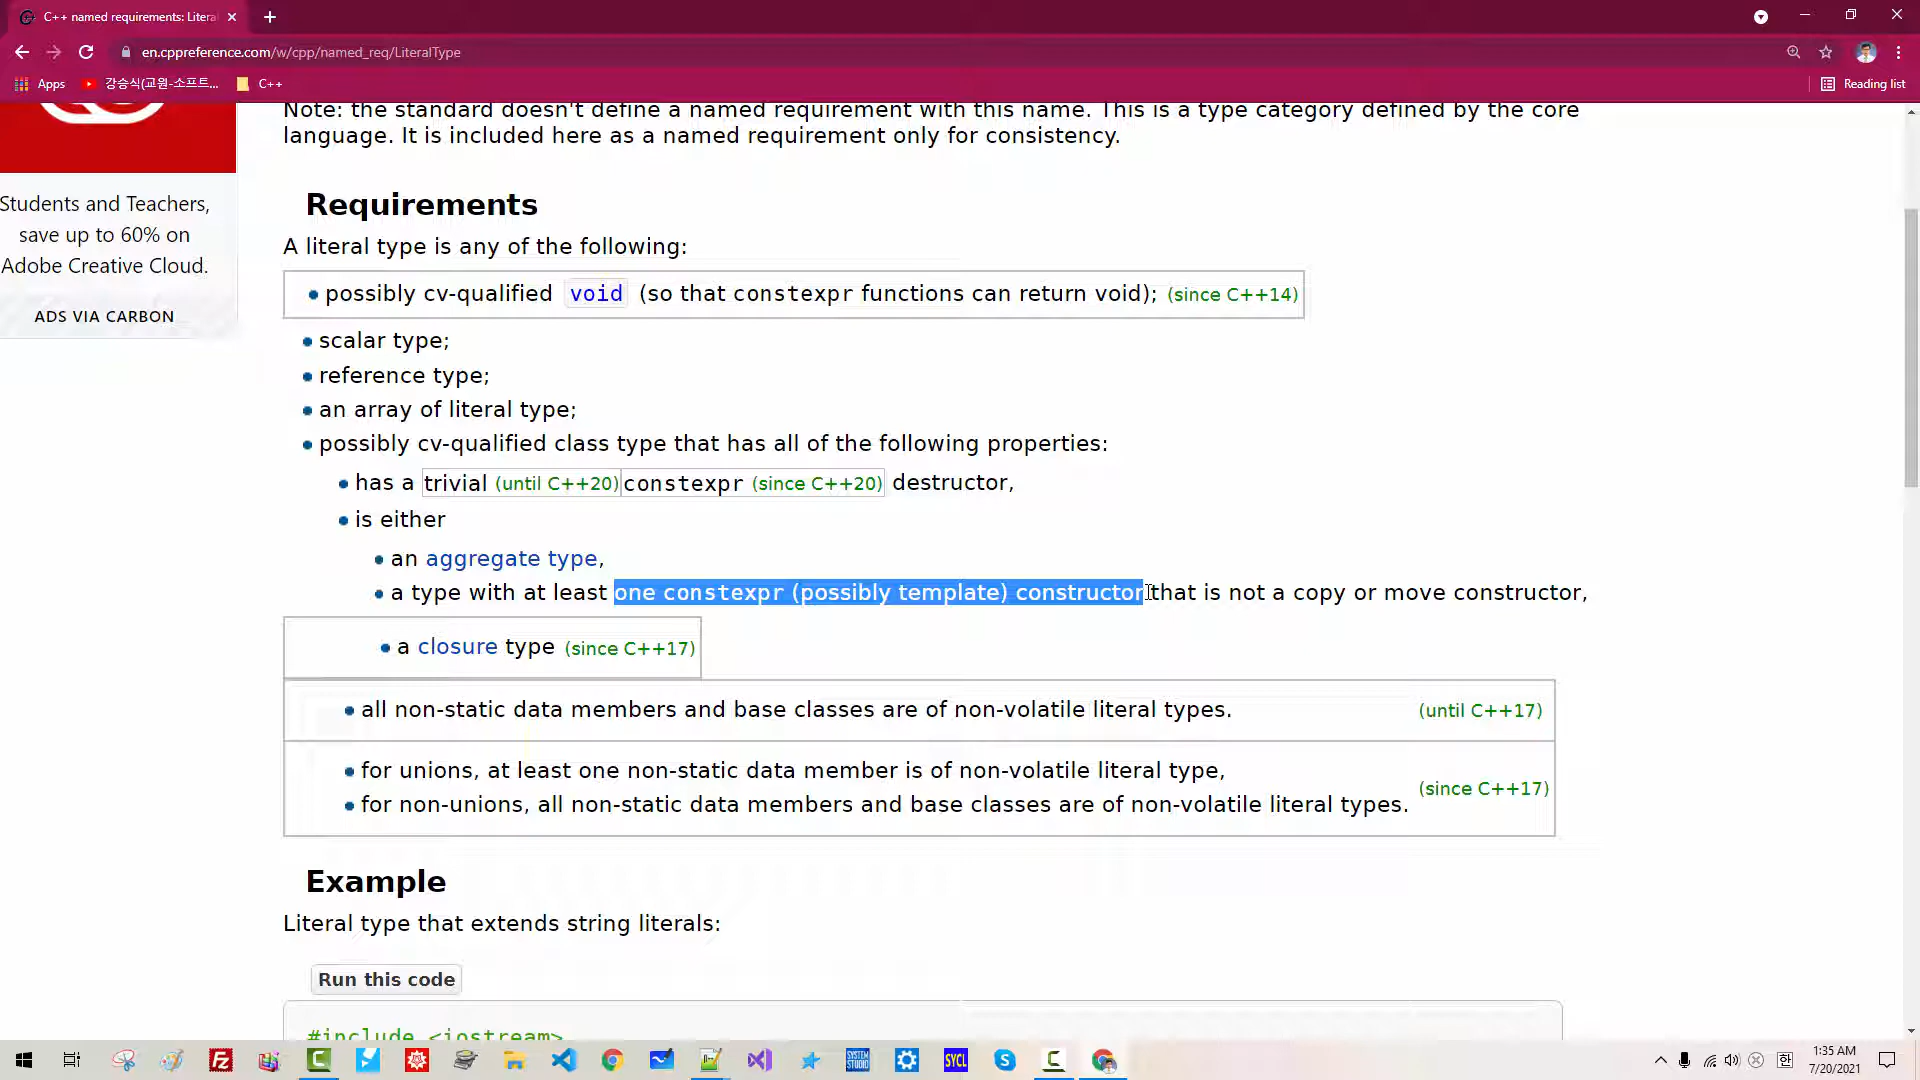 C++ named requirements: Litera
en.cppreference.com/w/cpp/named_req/LiteralType
Apps
강승식(교원-소프트...
C++
Reading list
Students and Teachers,
save up to 60% on
Adobe Creative Cloud.
ADS VIA CARBON
Note: the standard doesn't define a named requirement with this name. This is a type category defined by the core
language. It is included here as a named requirement only for consistency.
Requirements
A literal type is any of the following:
possibly cv-qualified void (so that constexpr functions can return void); (since C++14)
scalar type;
reference type;
an array of literal type;
possibly cv-qualified class type that has all of the following properties:
has a trivial (until C++20) constexpr (since C++20) destructor,
is either
an aggregate type,
a type with at least one constexpr (possibly template) constructor that is not a copy or move constructor,
a closure type (since C++17)
all non-static data members and base classes are of non-volatile literal types. (until C++17)
for unions, at least one non-static data member is of non-volatile literal type,
for non-unions, all non-static data members and base classes are of non-volatile literal types. (since C++17)
Example
Literal type that extends string literals:
Run this code
#include <iostream>
SYSTEM STUDIO
SYCL
한
1:35 AM
7/20/2021